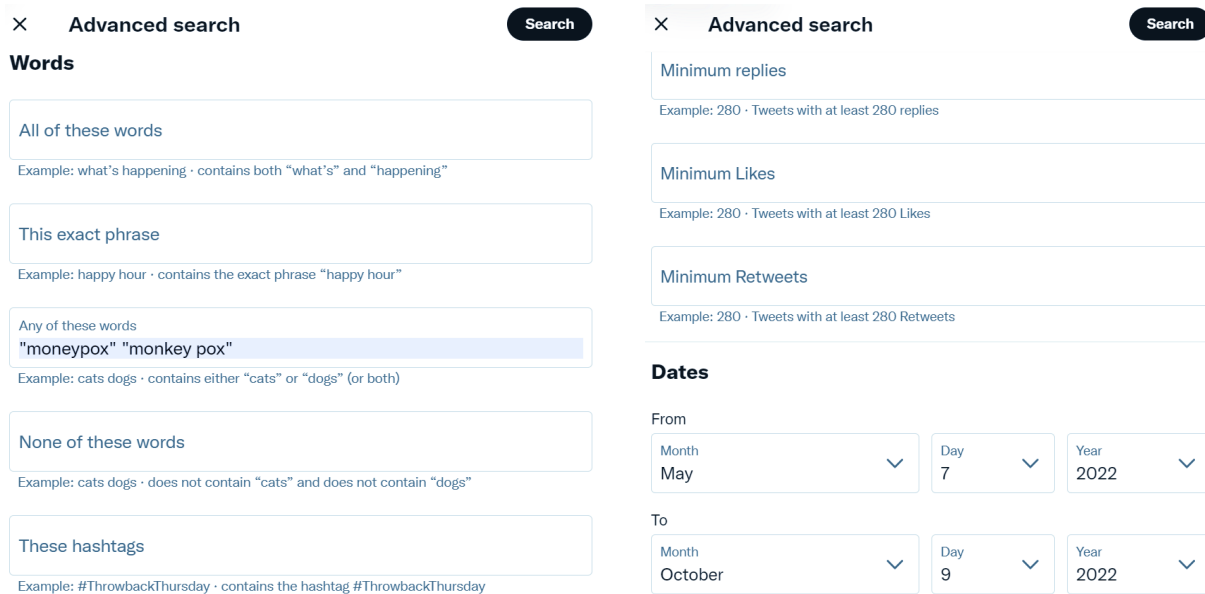 Advanced search
Search
Words
All of these words
Example: what’s happening · contains both “what’s” and “happening”
This exact phrase
Example: happy hour · contains the exact phrase “happy hour”
Any of these words
"moneypox" "monkey pox"
Example: cats dogs · contains either “cats” or “dogs” (or both)
None of these words
Example: cats dogs · does not contain “cats” and does not contain “dogs”
These hashtags
Example: #ThrowbackThursday · contains the hashtag #ThrowbackThursday
Advanced search
Search
Minimum replies
Example: 280 · Tweets with at least 280 replies
Minimum Likes
Example: 280 · Tweets with at least 280 Likes
Minimum Retweets
Example: 280 · Tweets with at least 280 Retweets
Dates
From
Month Day Year
May 7 2022
To
Month Day Year
October 9 2022